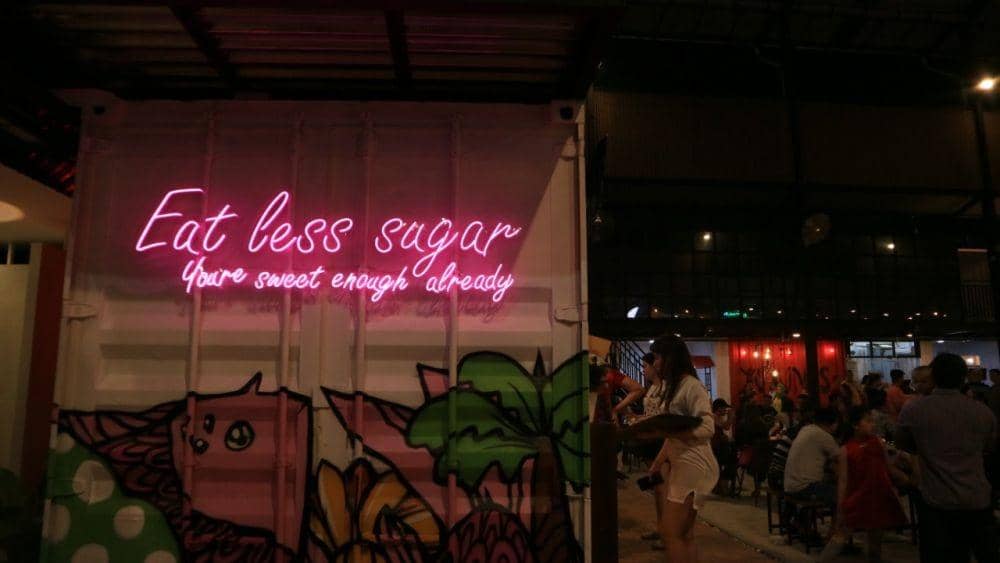 Eat less sugar
You're sweet enough already